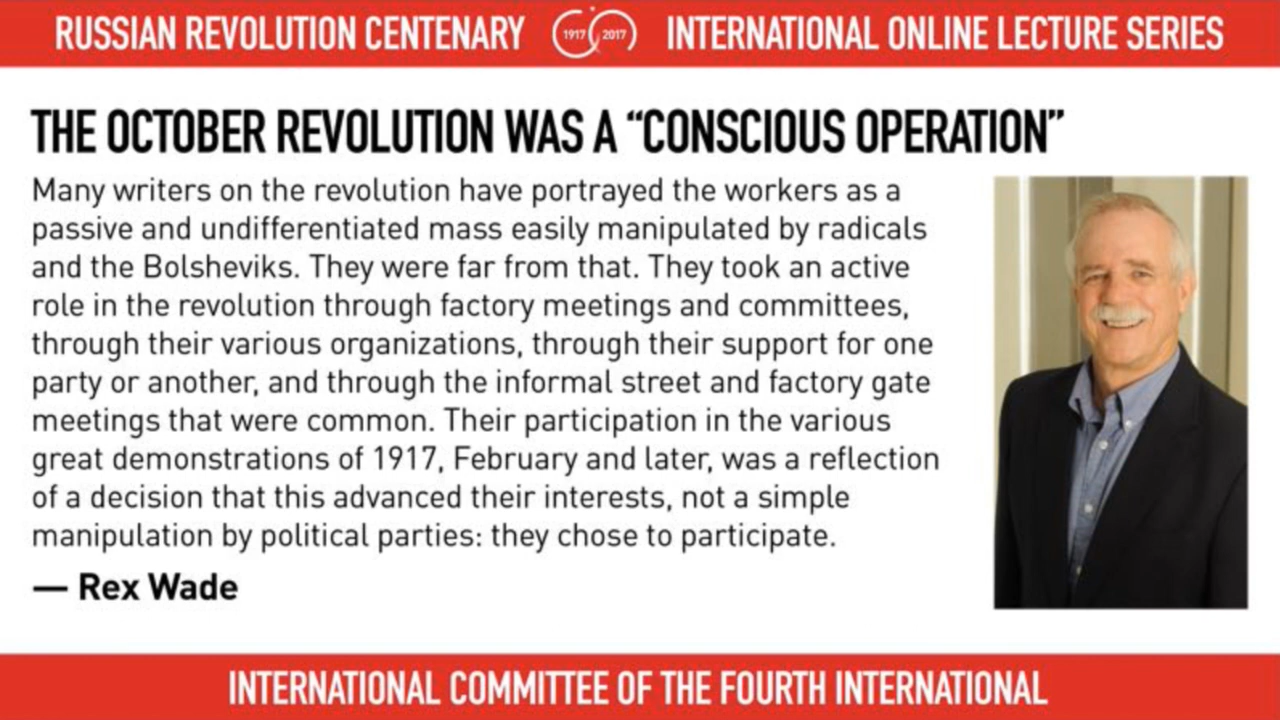 RUSSIAN REVOLUTION CENTENARY 1917 2017 INTERNATIONAL ONLINE LECTURE SERIES
THE OCTOBER REVOLUTION WAS A “CONSCIOUS OPERATION”
Many writers on the revolution have portrayed the workers as a
passive and undifferentiated mass easily manipulated by radicals
and the Bolsheviks. They were far from that. They took an active
role in the revolution through factory meetings and committees,
through their various organizations, through their support for one
party or another, and through the informal street and factory gate
meetings that were common. Their participation in the various
great demonstrations of 1917, February and later, was a reflection
of a decision that this advanced their interests, not a simple
manipulation by political parties: they chose to participate.
— Rex Wade
INTERNATIONAL COMMITTEE OF THE FOURTH INTERNATIONAL